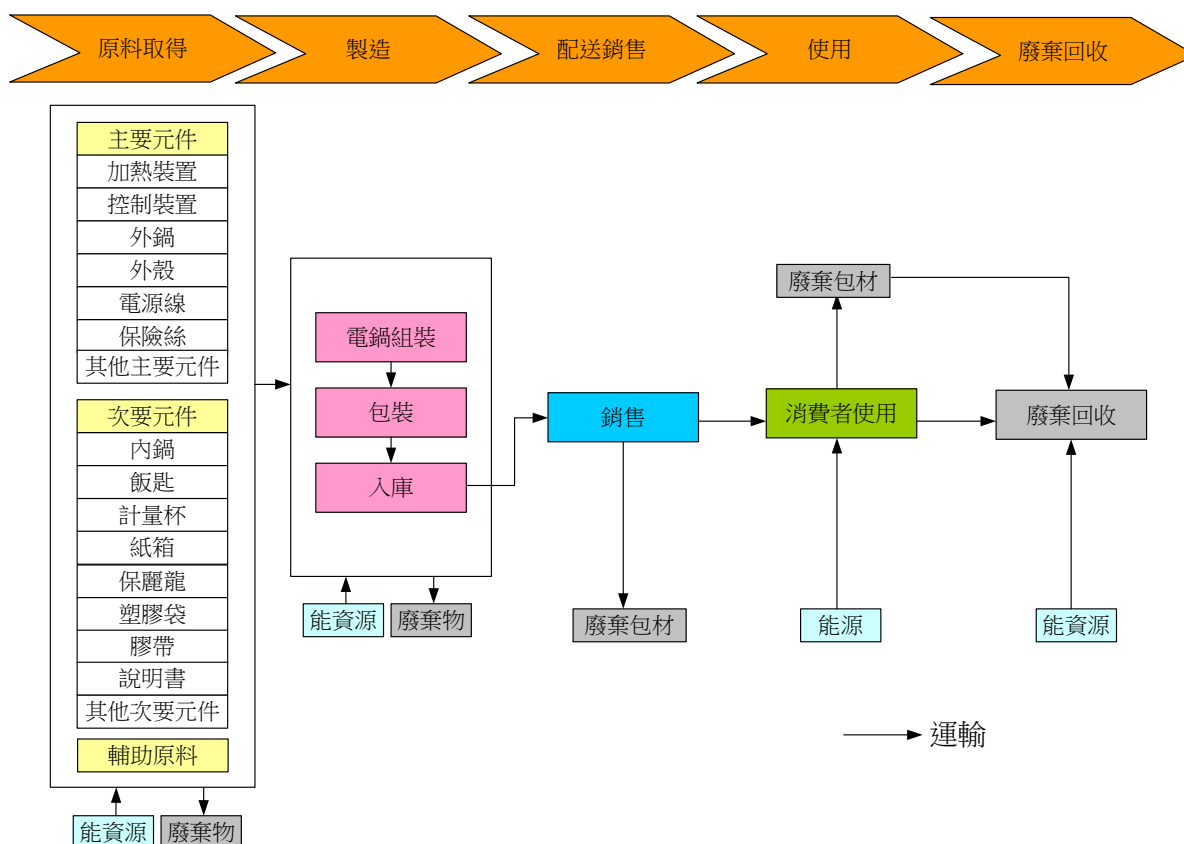 原料取得
製造
配送銷售
使用
廢棄回收
主要元件
加熱裝置
控制裝置
外鍋
外殼
電源線
保險絲
其他主要元件
次要元件
內鍋
飯匙
計量杯
紙箱
保麗龍
塑膠袋
膠帶
說明書
其他次要元件
輔助原料
能資源
廢棄物
電鍋組裝
包裝
入庫
能資源
廢棄物
銷售
廢棄包材
廢棄包材
消費者使用
能源
廢棄回收
能資源
運輸